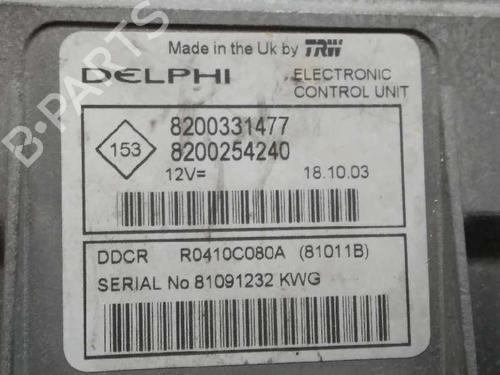 Made in the Uk by TRW
DELPHI ELECTRONIC CONTROL UNIT
8200331477
153
8200254240
12V= 18.10.03
DDCR R0410C080A (81011B)
SERIAL No 81091232 KWG
B-PARTS